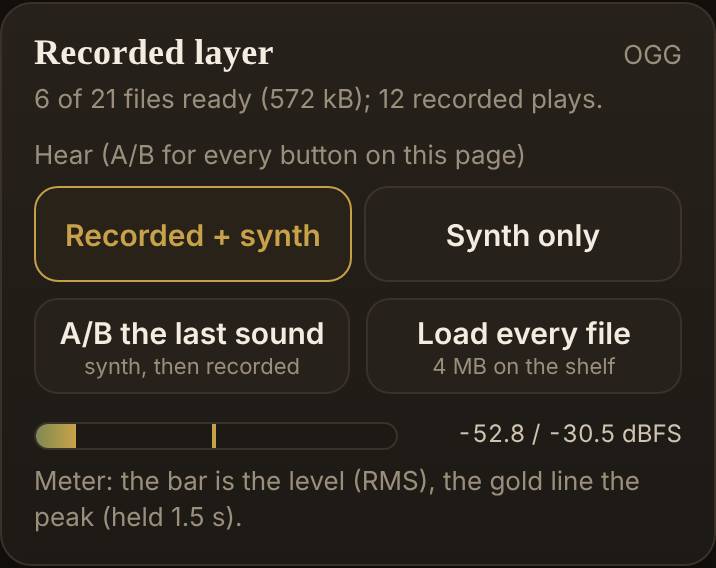 Recorded layer
OGG
6 of 21 files ready (572 kB); 12 recorded plays.
Hear (A/B for every button on this page)
Recorded + synth
Synth only
A/B the last sound
synth, then recorded
Load every file
4 MB on the shelf
-52.8 / -30.5 dBFS
Meter: the bar is the level (RMS), the gold line the
peak (held 1.5 s).